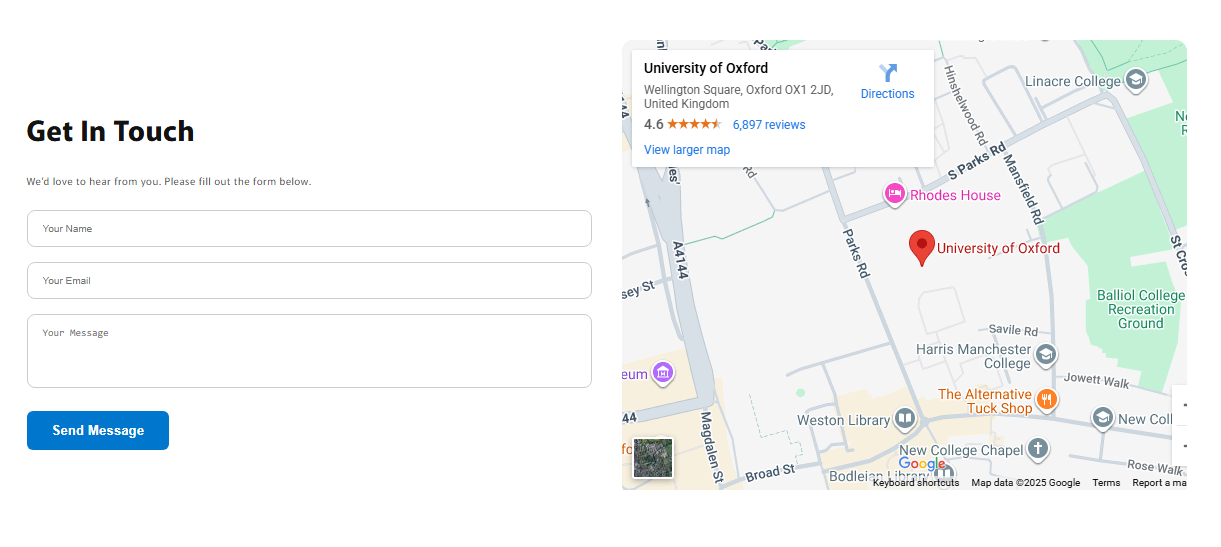 Get In Touch
We'd love to hear from you. Please fill out the form below.
Your Name
Your Email
Your Message
Send Message
University of Oxford
Wellington Square, Oxford OX1 2JD,
United Kingdom
Directions
4.6
6,897 reviews
View larger map
Linacre College
Hinshelwood Rd
S Parks Rd
Mansfield Rd
Rhodes House
Parks Rd
University of Oxford
A4144
sey St
St Cros
Balliol College
Recreation
Ground
Savile Rd
Harris Manchester
College
Jowett Walk
eum
The Alternative
Tuck Shop
44
Weston Library
New Coll
Magdalen St
New College Chapel
Broad St
Bodleian Library
Rose Walk
Google
Keyboard shortcuts
Map data ©2025 Google
Terms
Report a ma